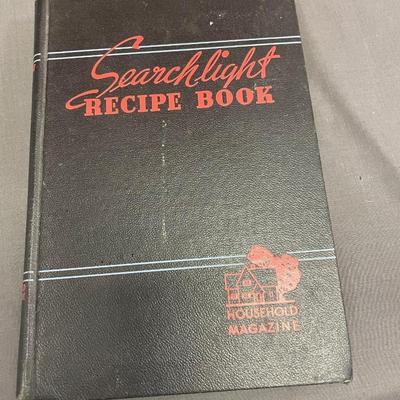 Searchlight
RECIPE BOOK
HOUSEHOLD
MAGAZINE